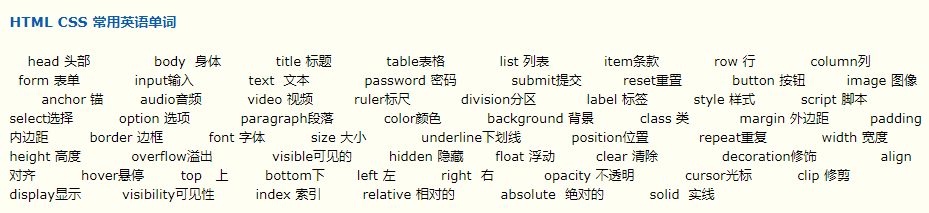 HTML CSS 常用英语单词
head 头部 body 身体 title 标题 table表格 list 列表 item条款 row 行 column列
form 表单 input输入 text 文本 password 密码 submit提交 reset重置 button 按钮 image 图像
anchor 锚 audio音频 video 视频 ruler标尺 division分区 label 标签 style 样式 script 脚本
select选择 option 选项 paragraph段落 color颜色 background 背景 class 类 margin 外边距 padding
内边距 border 边框 font 字体 size 大小 underline下划线 position位置 repeat重复 width 宽度
height 高度 overflow溢出 visible可见的 hidden 隐藏 float 浮动 clear 清除 decoration修饰 align
对齐 hover悬停 top 上 bottom下 left 左 right 右 opacity 不透明 cursor光标 clip 修剪
display显示 visibility可见性 index 索引 relative 相对的 absolute 绝对的 solid 实线